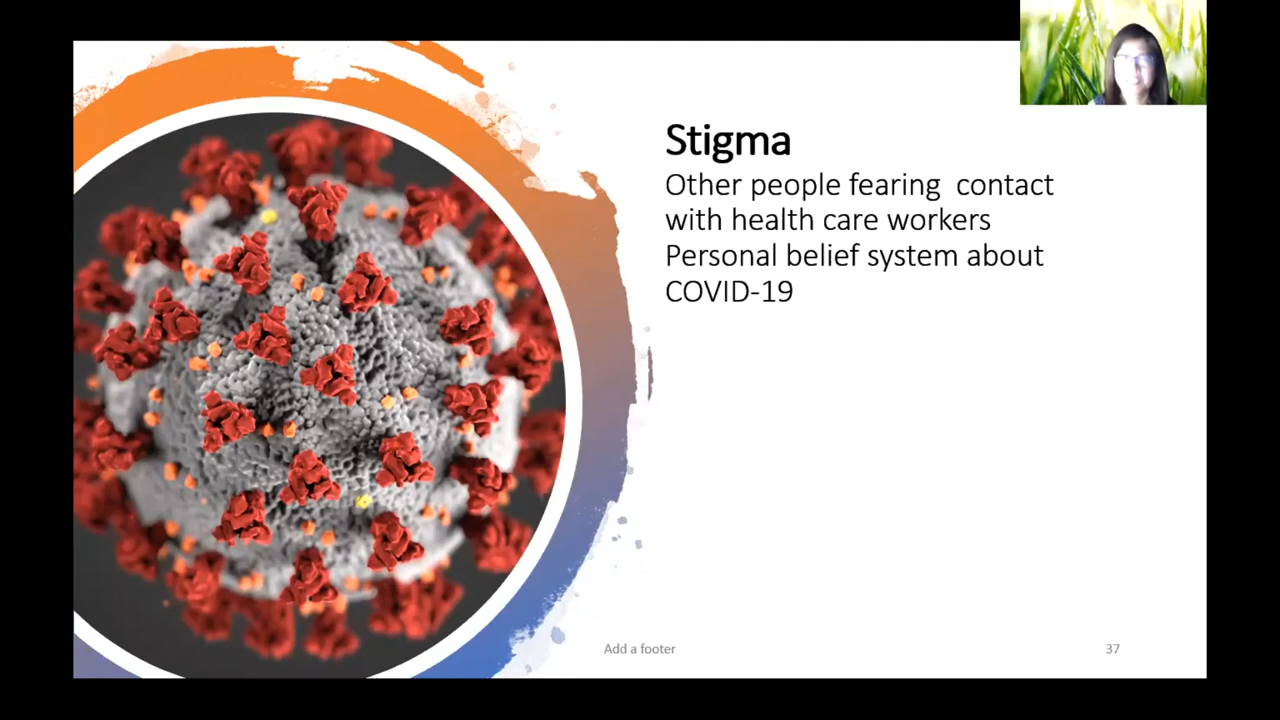 Stigma
Other people fearing  contact
with health care workers
Personal belief system about
COVID-19
Add a footer
37